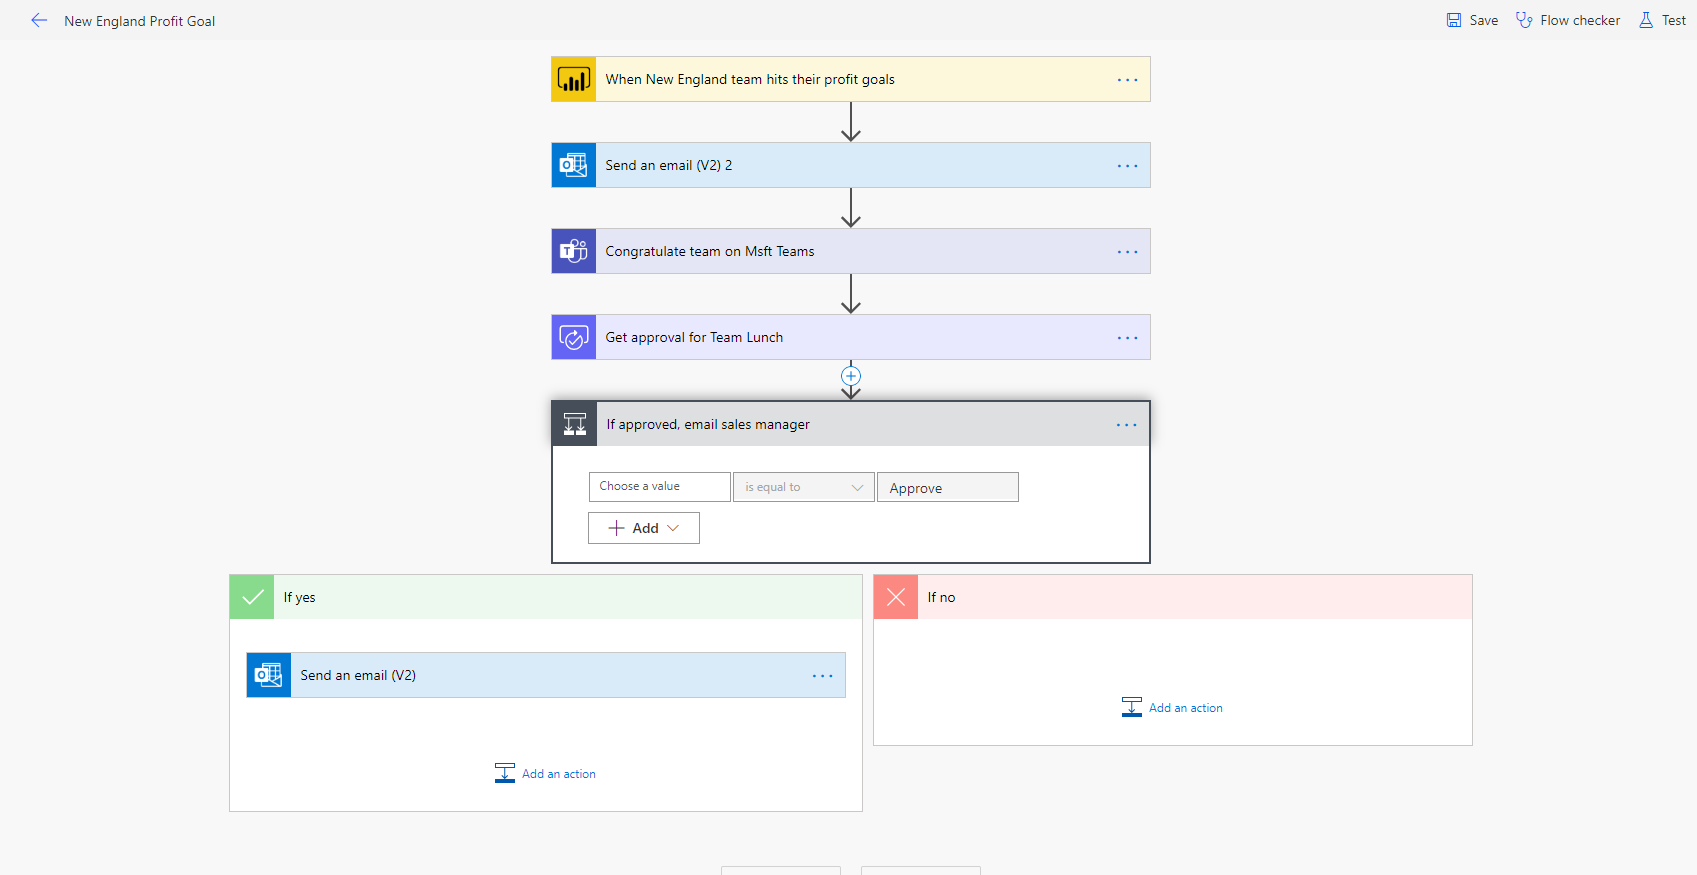 New England Profit Goal
Save
Flow checker
Test
When New England team hits their profit goals
Send an email (V2) 2
Congratulate team on Msft Teams
Get approval for Team Lunch
If approved, email sales manager
Choose a value
is equal to
Approve
Add
If yes
If no
Send an email (V2)
Add an action
Add an action